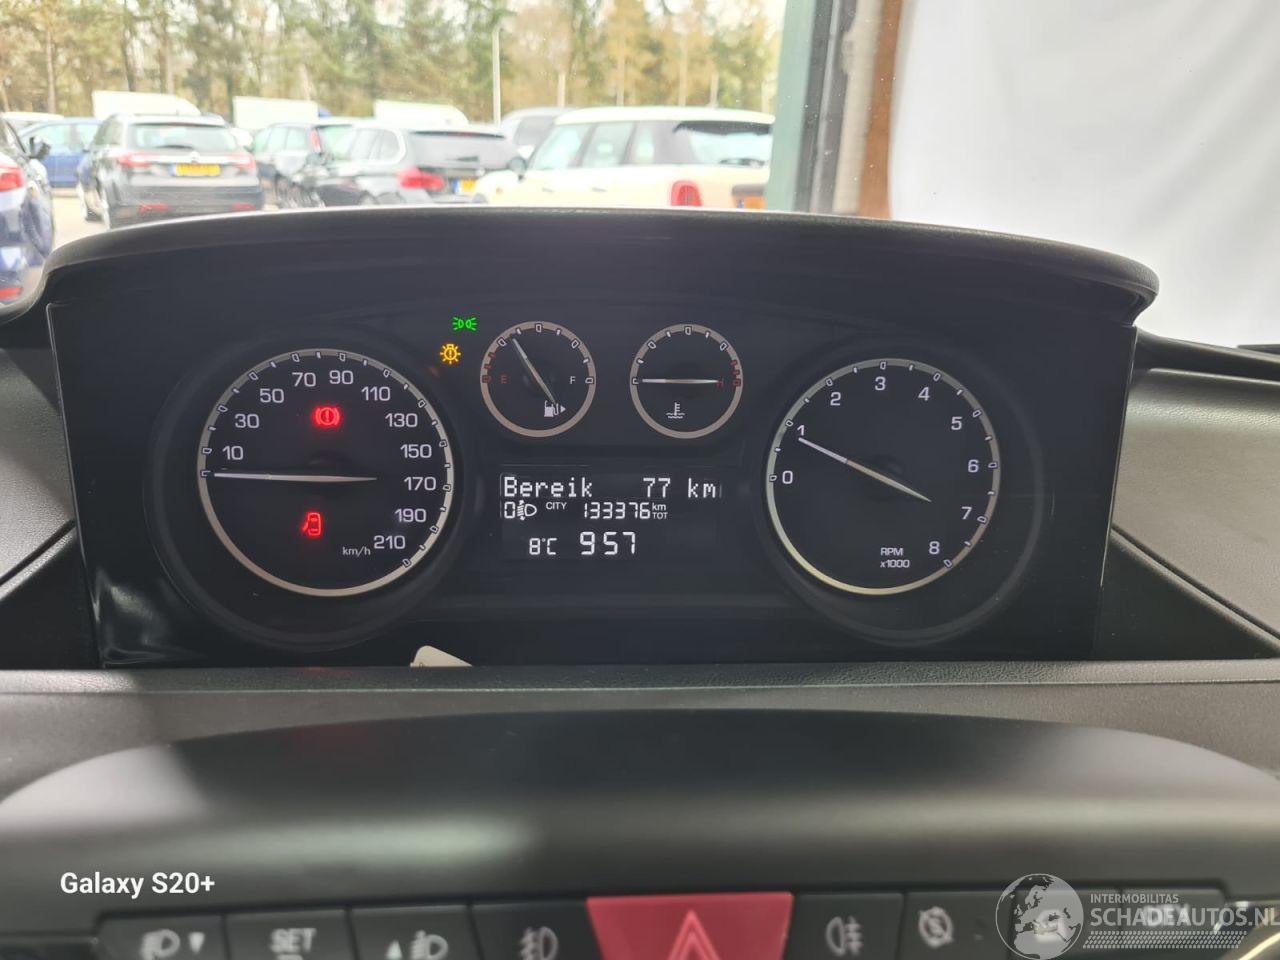 10
30
50
70
90
110
130
150
170
190
210
km/h
E
F
H
Bereik 77 km
0 CITY 133376 km TOT
8°C 957
0
1
2
3
4
5
6
7
8
RPM
x1000
Galaxy S20+
SET
INTERMOBILITAS
SCHADEAUTOS.NL